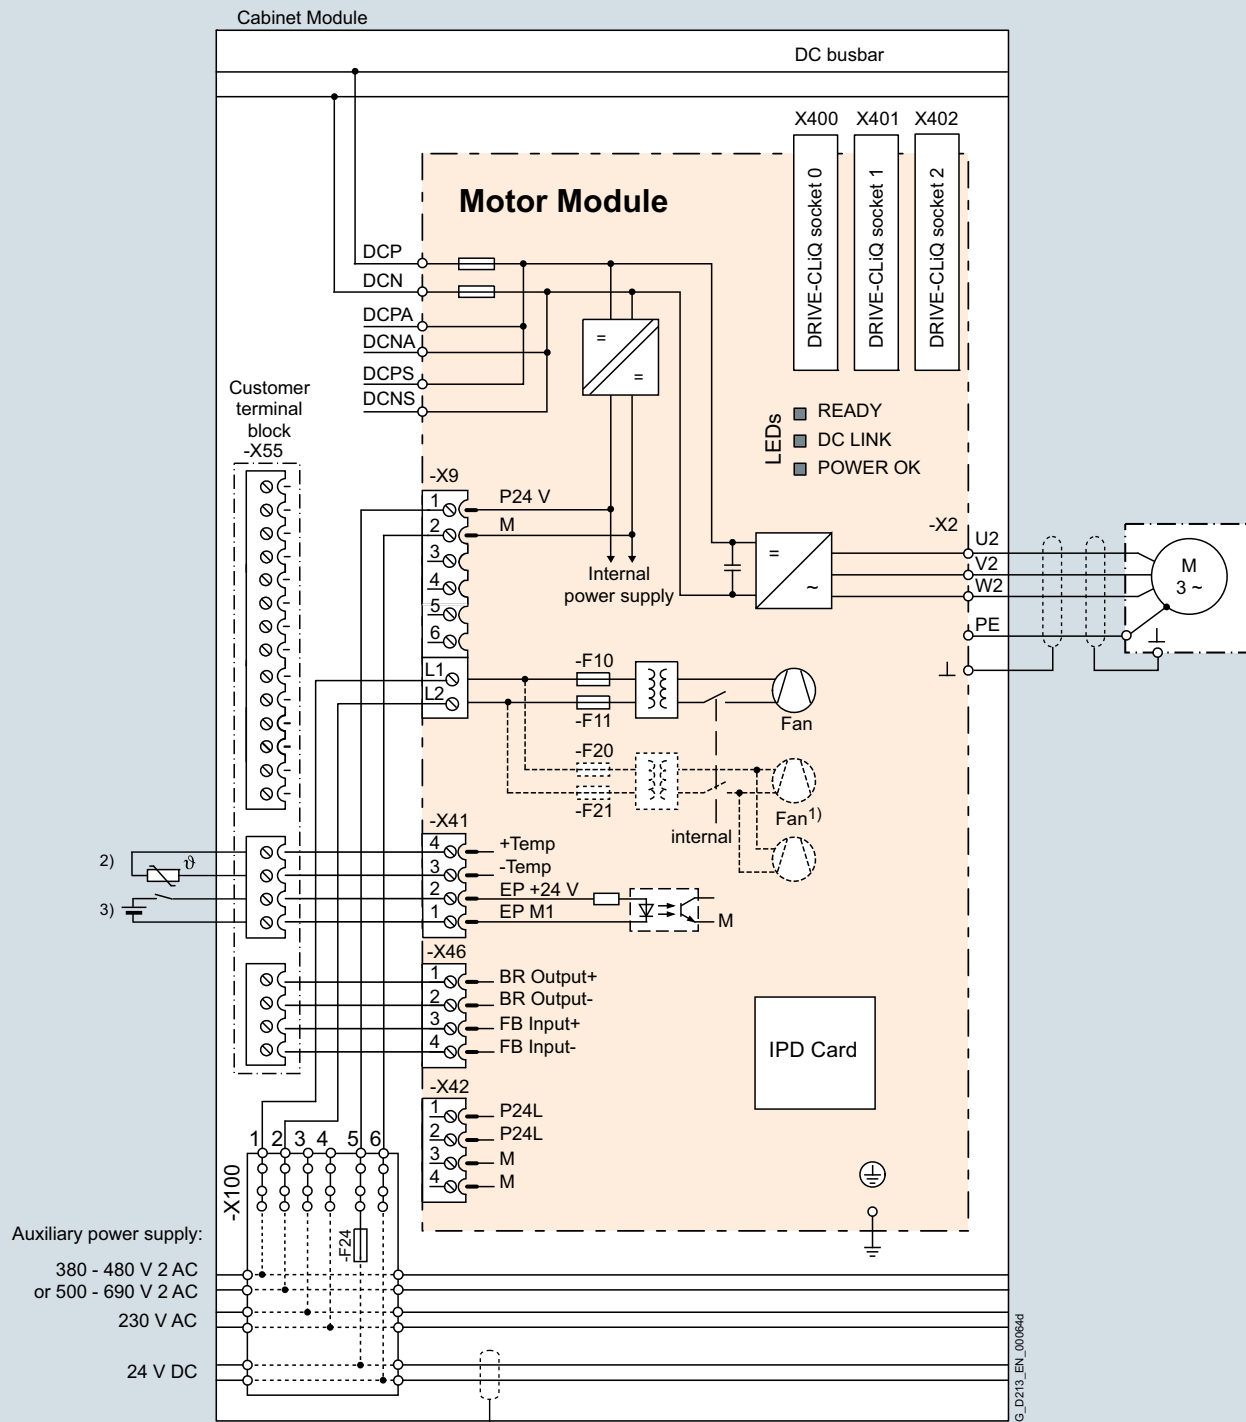 Cabinet Module
DC busbar
X400
X401
X402
DRIVE-CLiQ socket 0
DRIVE-CLiQ socket 1
DRIVE-CLiQ socket 2
Motor Module
DCP
DCN
DCPA
DCNA
DCPS
DCNS
=
=
Customer
terminal
block
-X55
LEDs
READY
DC LINK
POWER OK
-X9
1
P24 V
2
M
3
4
5
6
Internal
power supply
=
~
-X2
U2
V2
W2
PE
M
3 ~
L1
L2
-F10
-F11
Fan
-F20
-F21
Fan1)
internal
-X41
4
+Temp
3
-Temp
2
EP +24 V
1
EP M1
M
2)
ϑ
3)
-X46
1
BR Output+
2
BR Output-
3
FB Input+
4
FB Input-
IPD Card
-X42
1
P24L
2
P24L
3
M
4
M
1 2 3 4 5 6
-X100
-F24
Auxiliary power supply:
380 - 480 V 2 AC
or 500 - 690 V 2 AC
230 V AC
24 V DC
G_D213_EN_00064d